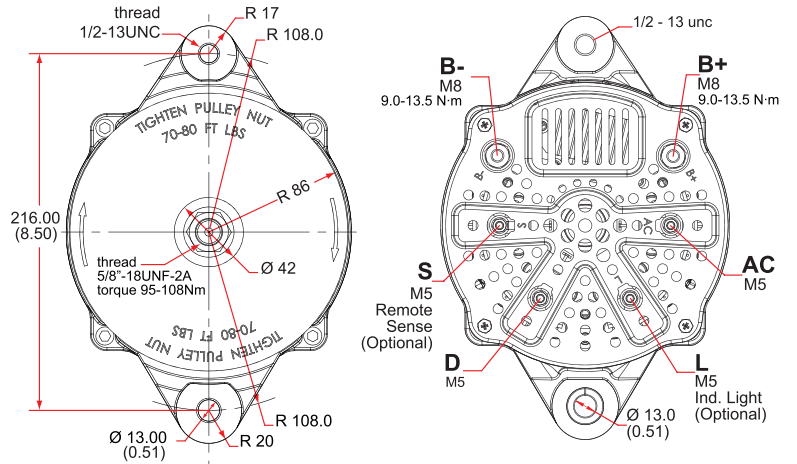 thread
1/2-13UNC
R 17
R 108.0
TIGHTEN PULLEY NUT
70-80 FT LBS
R 86
216.00
(8.50)
thread
5/8”-18UNF-2A
torque 95-108Nm
Ø 42
70-80 FT LBS
TIGHTEN PULLEY NUT
R 108.0
Ø 13.00
(0.51)
R 20
1/2 - 13 unc
B-
M8
9.0-13.5 N·m
B+
M8
9.0-13.5 N·m
B-
B+
S
AC
L
S
M5
Remote
Sense
(Optional)
AC
M5
D
M5
L
M5
Ind. Light
(Optional)
Ø 13.0
(0.51)